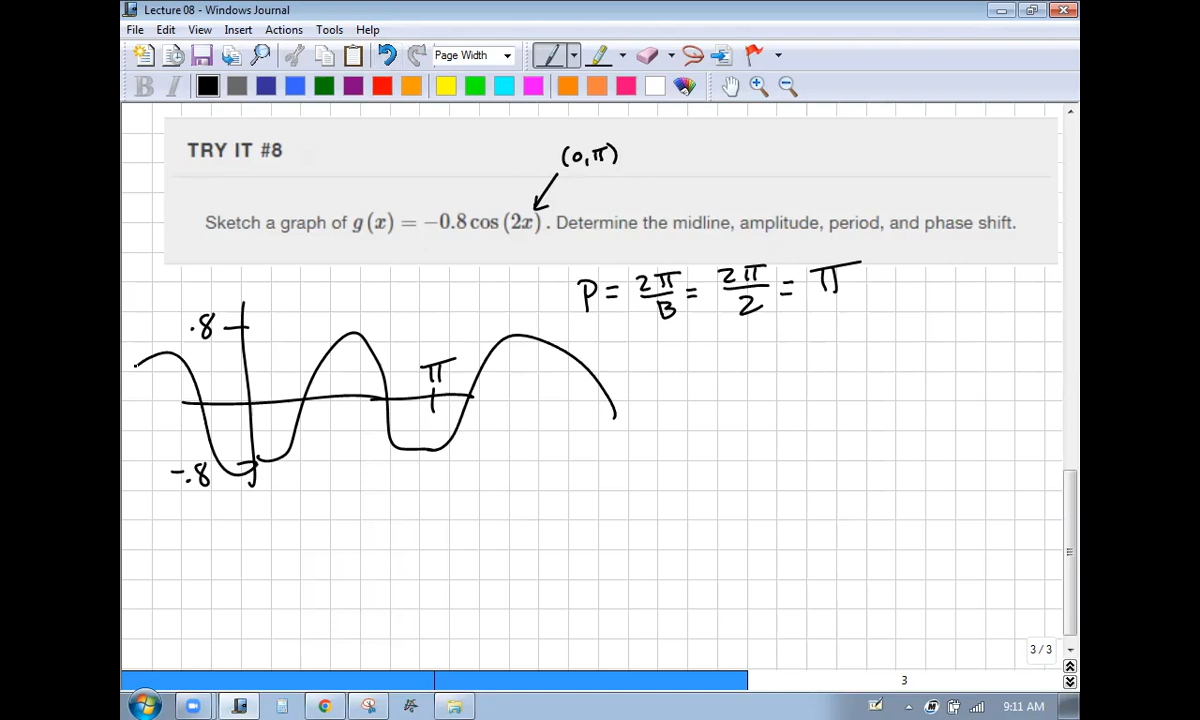 Lecture 08 - Windows Journal
File Edit View Insert Actions Tools Help
Page Width
B I
TRY IT #8
(0, π)
Sketch a graph of g(x) = −0.8 cos (2x). Determine the midline, amplitude, period, and phase shift.
P = 2π/B = 2π/2 = π
.8
π
-.8
3 / 3
3
9:11 AM